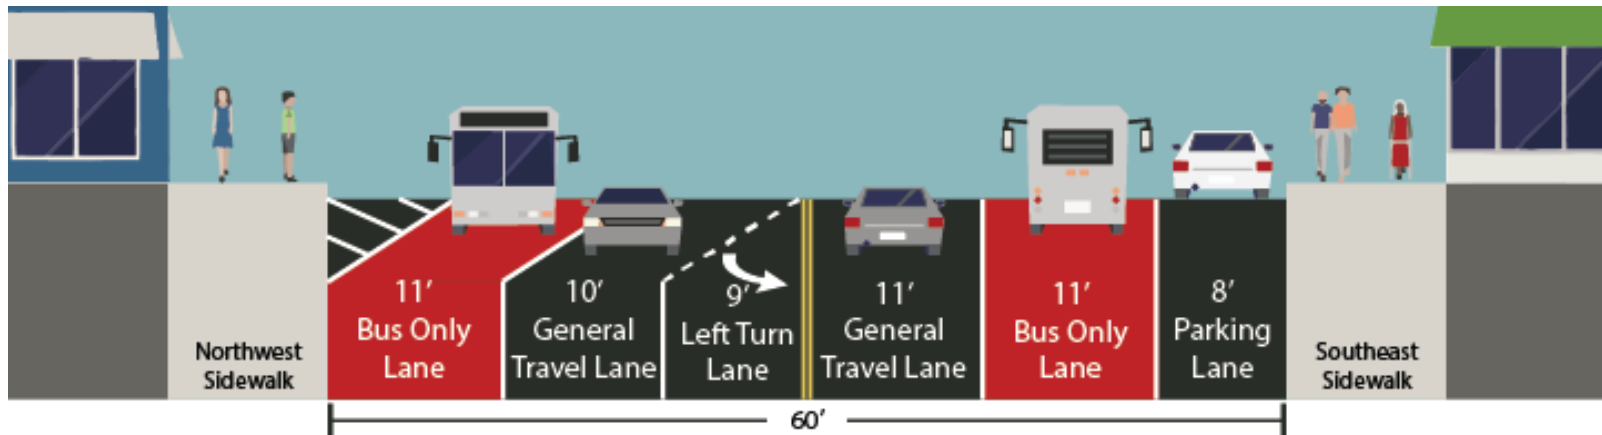 Northwest
Sidewalk
11′
Bus Only
Lane
10′
General
Travel Lane
9′
Left Turn
Lane
11′
General
Travel Lane
11′
Bus Only
Lane
8′
Parking
Lane
Southeast
Sidewalk
60′